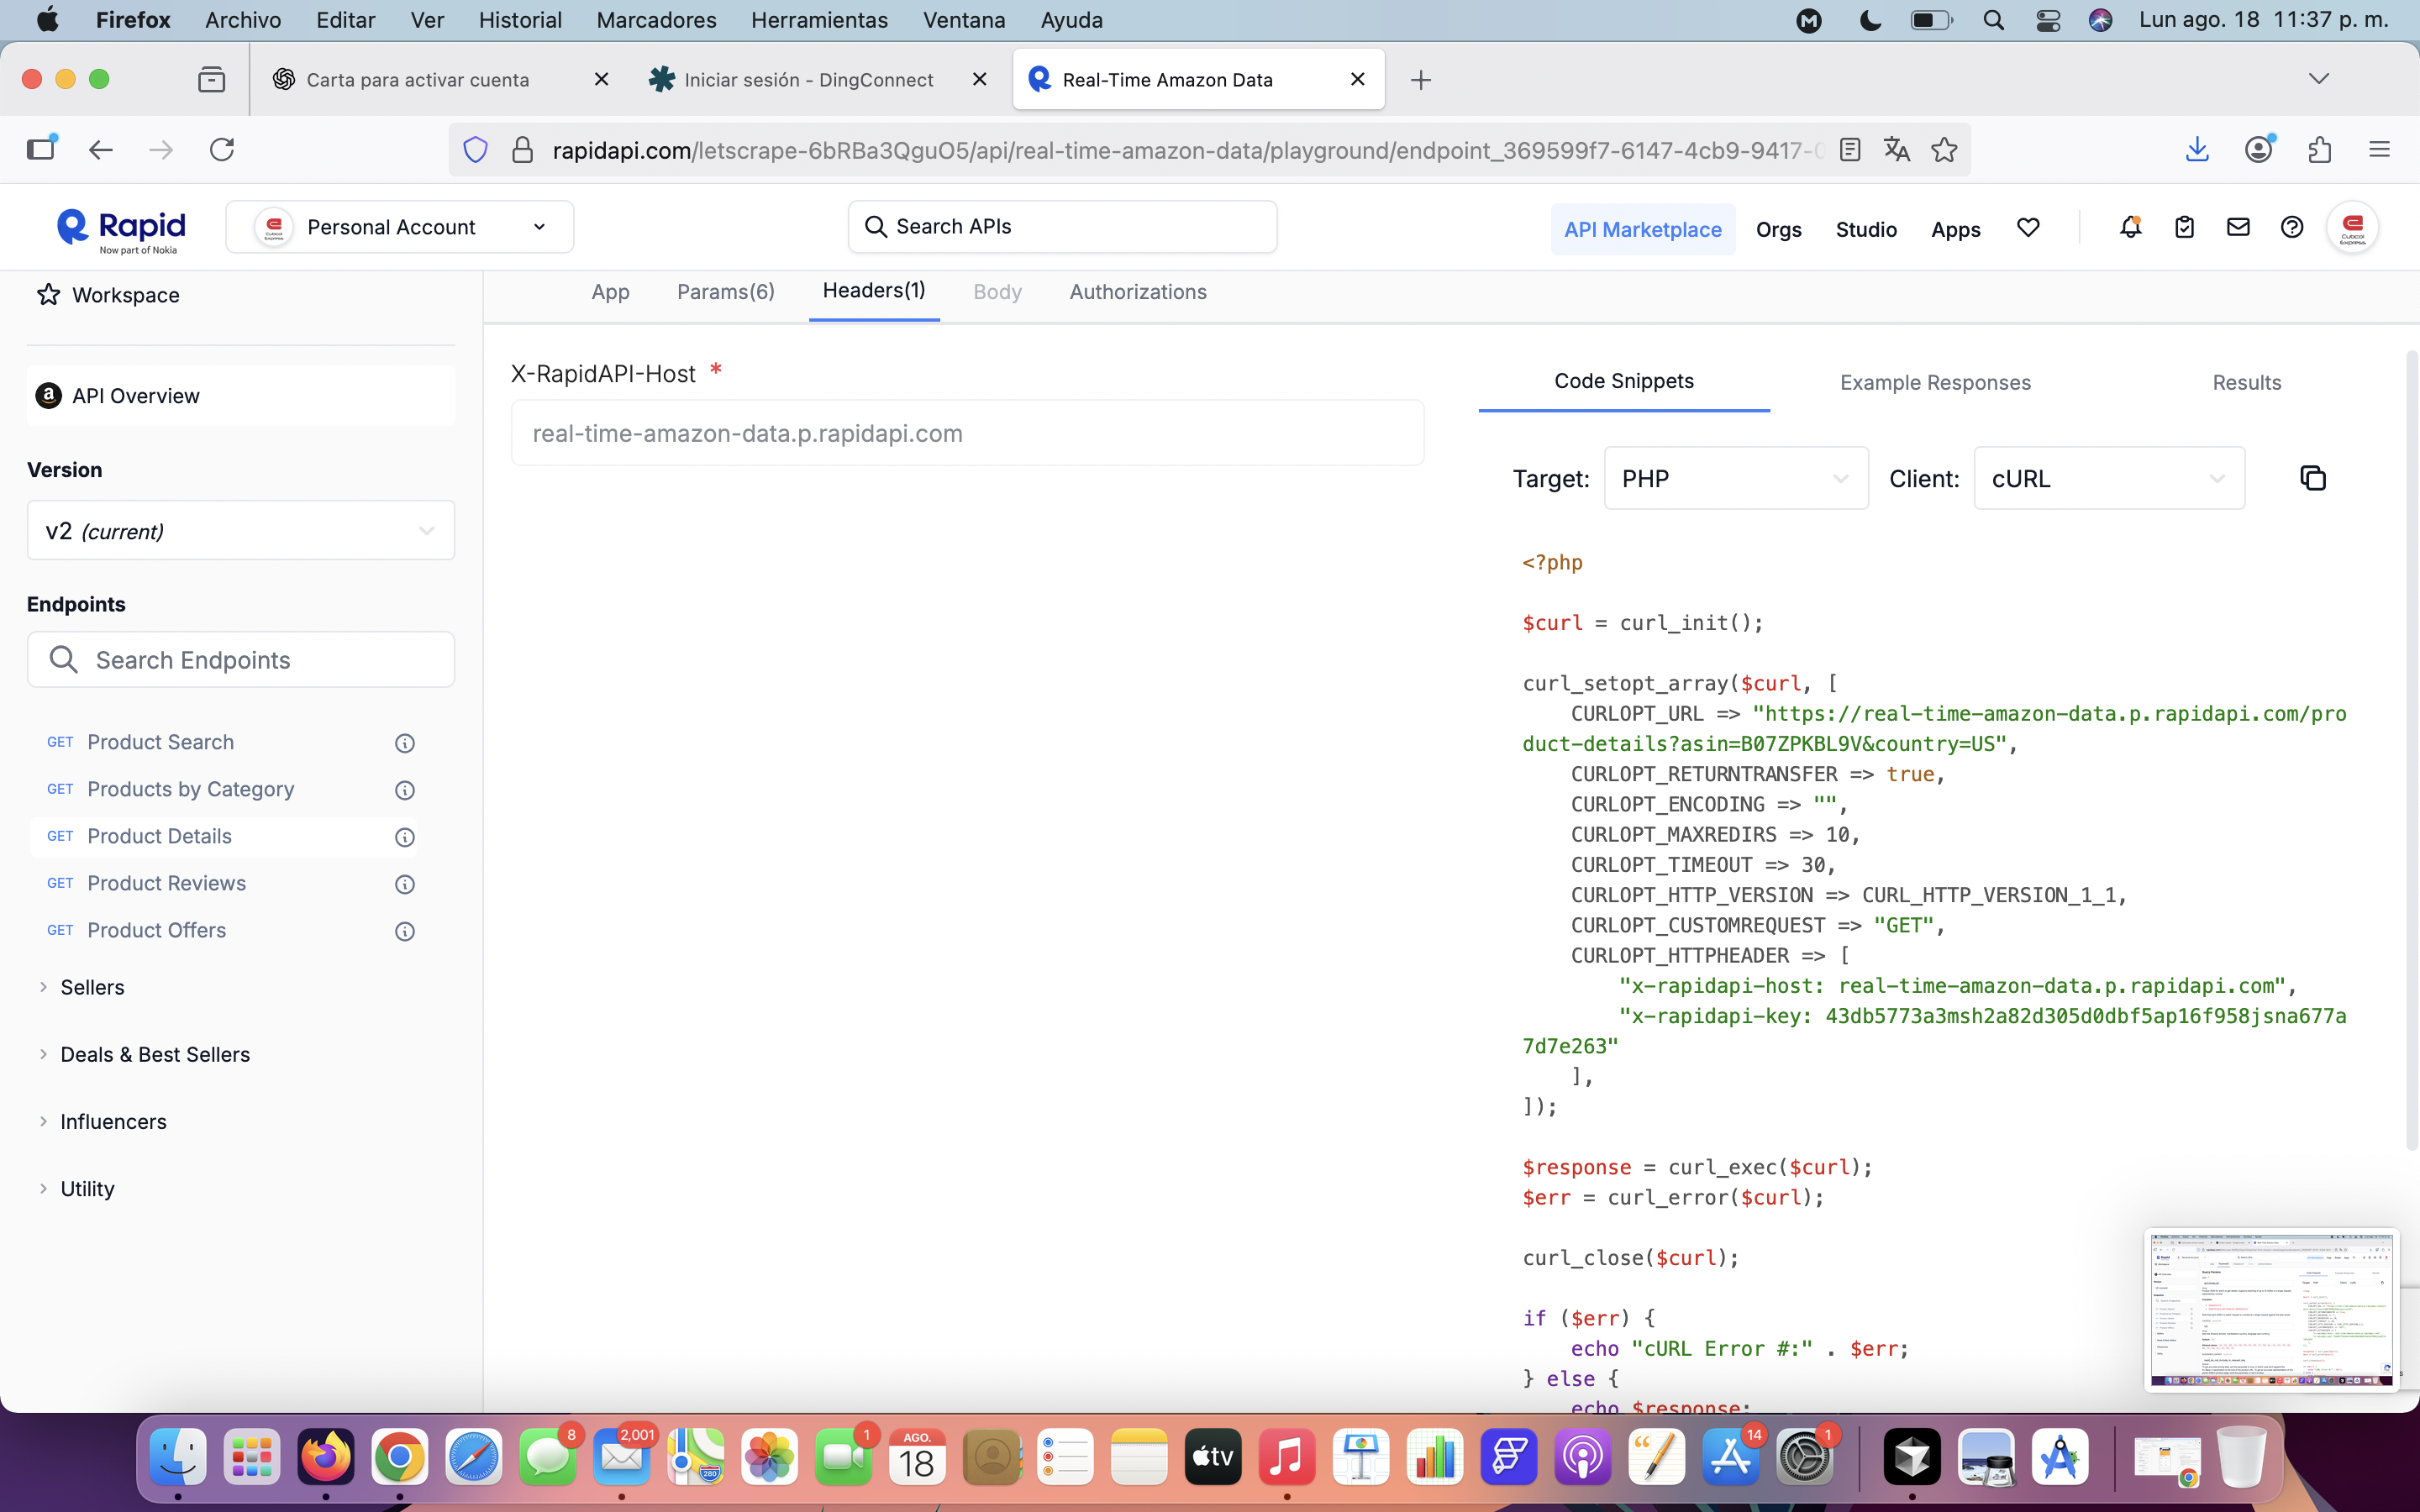 Firefox Archivo Editar Ver Historial Marcadores Herramientas Ventana Ayuda Lun ago. 18 11:37 p. m.
Carta para activar cuenta
Iniciar sesión - DingConnect
Real-Time Amazon Data
rapidapi.com/letscrape-6bRBa3QguO5/api/real-time-amazon-data/playground/endpoint_369599f7-6147-4cb9-9417-0
Rapid
Now part of Nokia
Personal Account
Search APIs
API Marketplace Orgs Studio Apps
Cubcol Express
Workspace
App Params(6) Headers(1) Body Authorizations
X-RapidAPI-Host *
real-time-amazon-data.p.rapidapi.com
API Overview
Version
v2 (current)
Endpoints
Search Endpoints
GET Product Search
GET Products by Category
GET Product Details
GET Product Reviews
GET Product Offers
Sellers
Deals & Best Sellers
Influencers
Utility
Code Snippets Example Responses Results
Target: PHP Client: cURL
<?php
$curl = curl_init();
curl_setopt_array($curl, [
CURLOPT_URL => "https://real-time-amazon-data.p.rapidapi.com/pro
duct-details?asin=B07ZPKBL9V&country=US",
CURLOPT_RETURNTRANSFER => true,
CURLOPT_ENCODING => "",
CURLOPT_MAXREDIRS => 10,
CURLOPT_TIMEOUT => 30,
CURLOPT_HTTP_VERSION => CURL_HTTP_VERSION_1_1,
CURLOPT_CUSTOMREQUEST => "GET",
CURLOPT_HTTPHEADER => [
"x-rapidapi-host: real-time-amazon-data.p.rapidapi.com",
"x-rapidapi-key: 43db5773a3msh2a82d305d0dbf5ap16f958jsna677a
7d7e263"
],
]);
$response = curl_exec($curl);
$err = curl_error($curl);
curl_close($curl);
if ($err) {
echo "cURL Error #:" . $err;
} else {
echo $response;
8
2,001
280
1
AGO.
18
tv
14
1